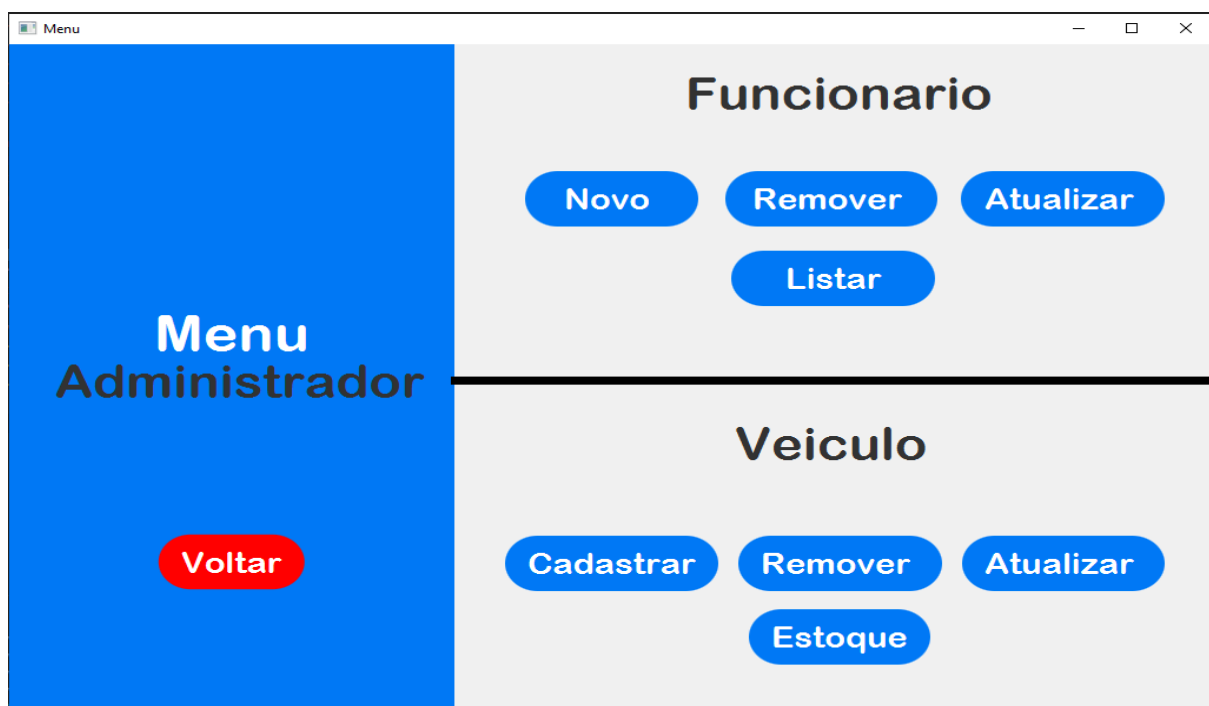 Menu
Menu
Administrador
Voltar
Funcionario
Novo
Remover
Atualizar
Listar
Veiculo
Cadastrar
Remover
Atualizar
Estoque